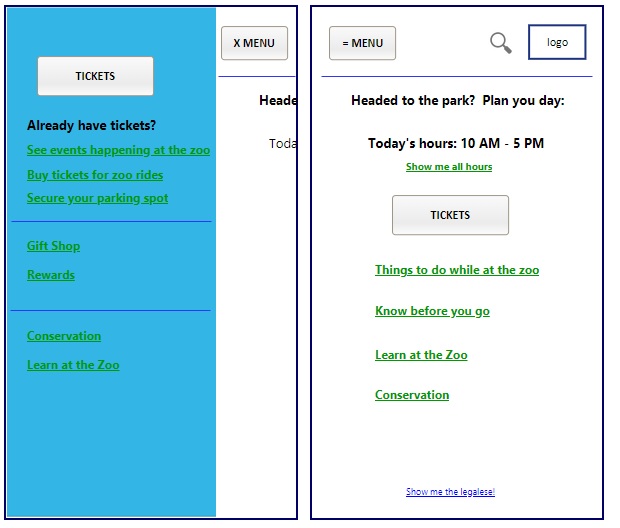 TICKETS
Already have tickets?
See events happening at the zoo
Buy tickets for zoo rides
Secure your parking spot
Gift Shop
Rewards
Conservation
Learn at the Zoo
X MENU
Heade
Toda
= MENU
logo
Headed to the park?  Plan you day:
Today's hours: 10 AM - 5 PM
Show me all hours
TICKETS
Things to do while at the zoo
Know before you go
Learn at the Zoo
Conservation
Show me the legalese!